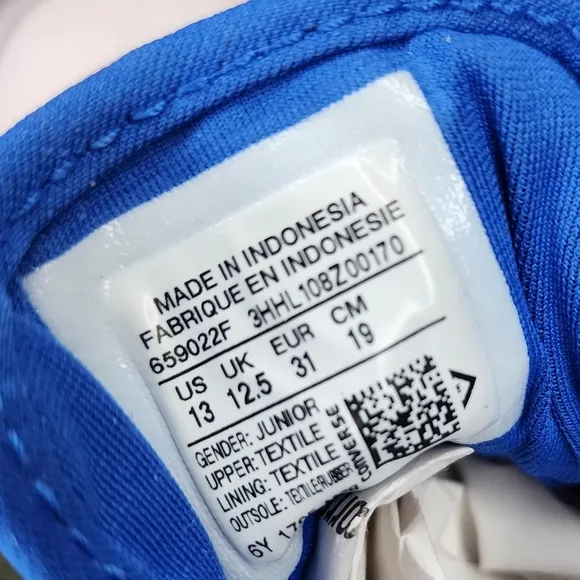 MADE IN INDONESIA
FABRIQUE EN INDONESIE
659022F 3HHL108Z00170
US UK EUR CM
13 12.5 31 19
GENDER: JUNIOR
UPPER: TEXTILE
LINING: TEXTILE
OUTSOLE: TEXTILE/RUBBER
6Y
CONVERSE